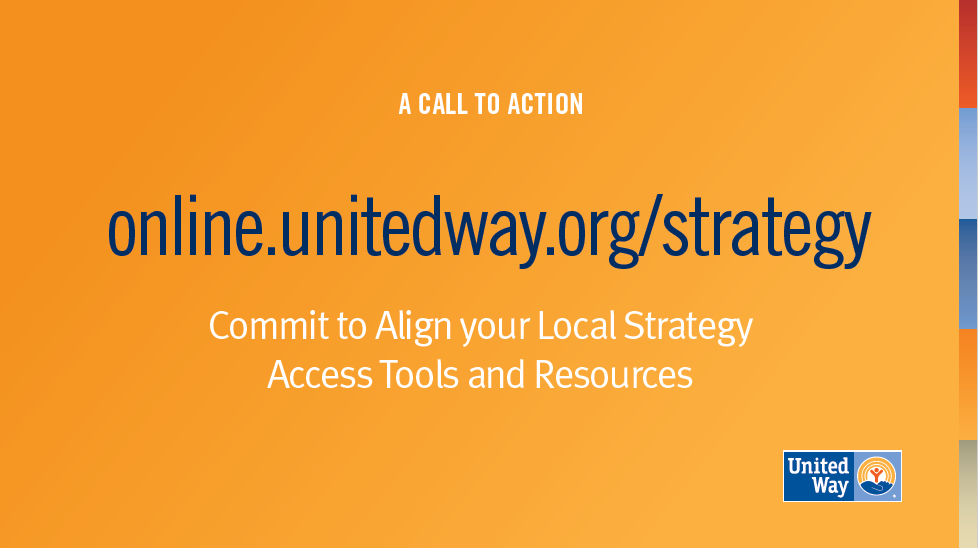 A CALL TO ACTION
online.unitedway.org/strategy
Commit to Align your Local Strategy
Access Tools and Resources
United
Way